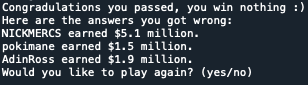 Congradulations you passed, you win nothing :)
Here are the answers you got wrong:
NICKMERCS earned $5.1 million.
pokimane earned $1.5 million.
AdinRoss earned $1.9 million.
Would you like to play again? (yes/no)